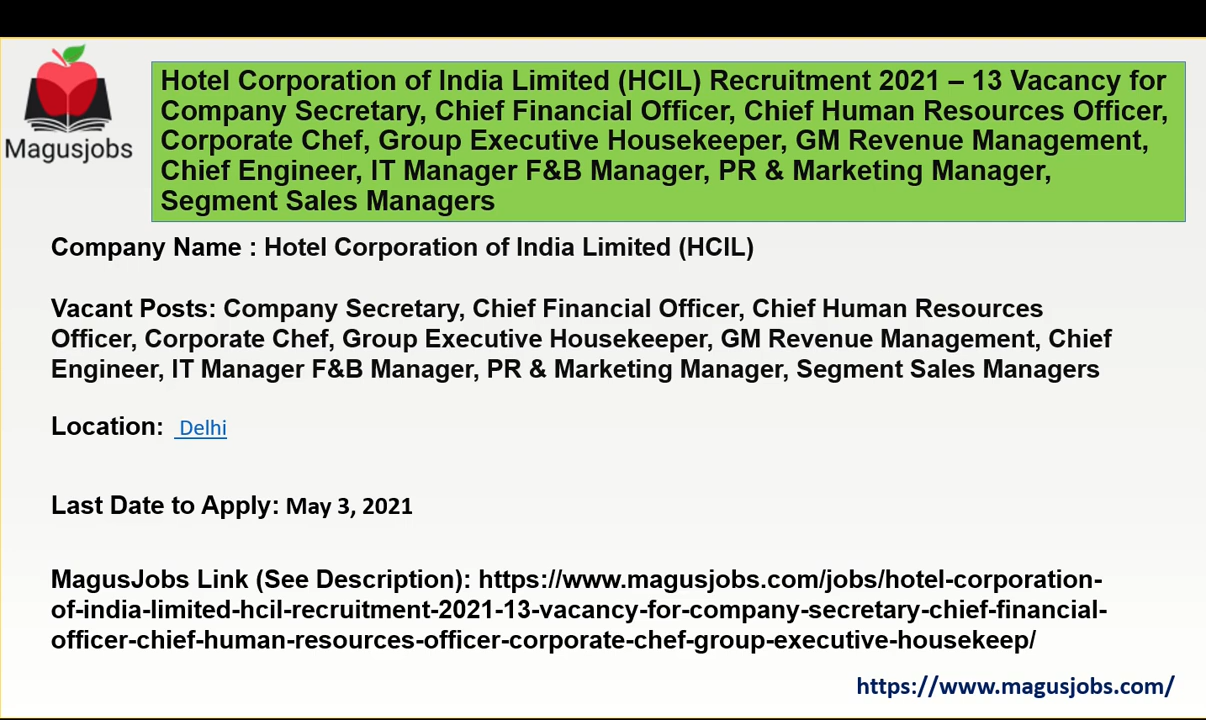 Magusjobs
Hotel Corporation of India Limited (HCIL) Recruitment 2021 – 13 Vacancy for
Company Secretary, Chief Financial Officer, Chief Human Resources Officer,
Corporate Chef, Group Executive Housekeeper, GM Revenue Management,
Chief Engineer, IT Manager F&B Manager, PR & Marketing Manager,
Segment Sales Managers
Company Name : Hotel Corporation of India Limited (HCIL)
Vacant Posts: Company Secretary, Chief Financial Officer, Chief Human Resources
Officer, Corporate Chef, Group Executive Housekeeper, GM Revenue Management, Chief
Engineer, IT Manager F&B Manager, PR & Marketing Manager, Segment Sales Managers
Location: Delhi
Last Date to Apply: May 3, 2021
MagusJobs Link (See Description): https://www.magusjobs.com/jobs/hotel-corporation-
of-india-limited-hcil-recruitment-2021-13-vacancy-for-company-secretary-chief-financial-
officer-chief-human-resources-officer-corporate-chef-group-executive-housekeep/
https://www.magusjobs.com/